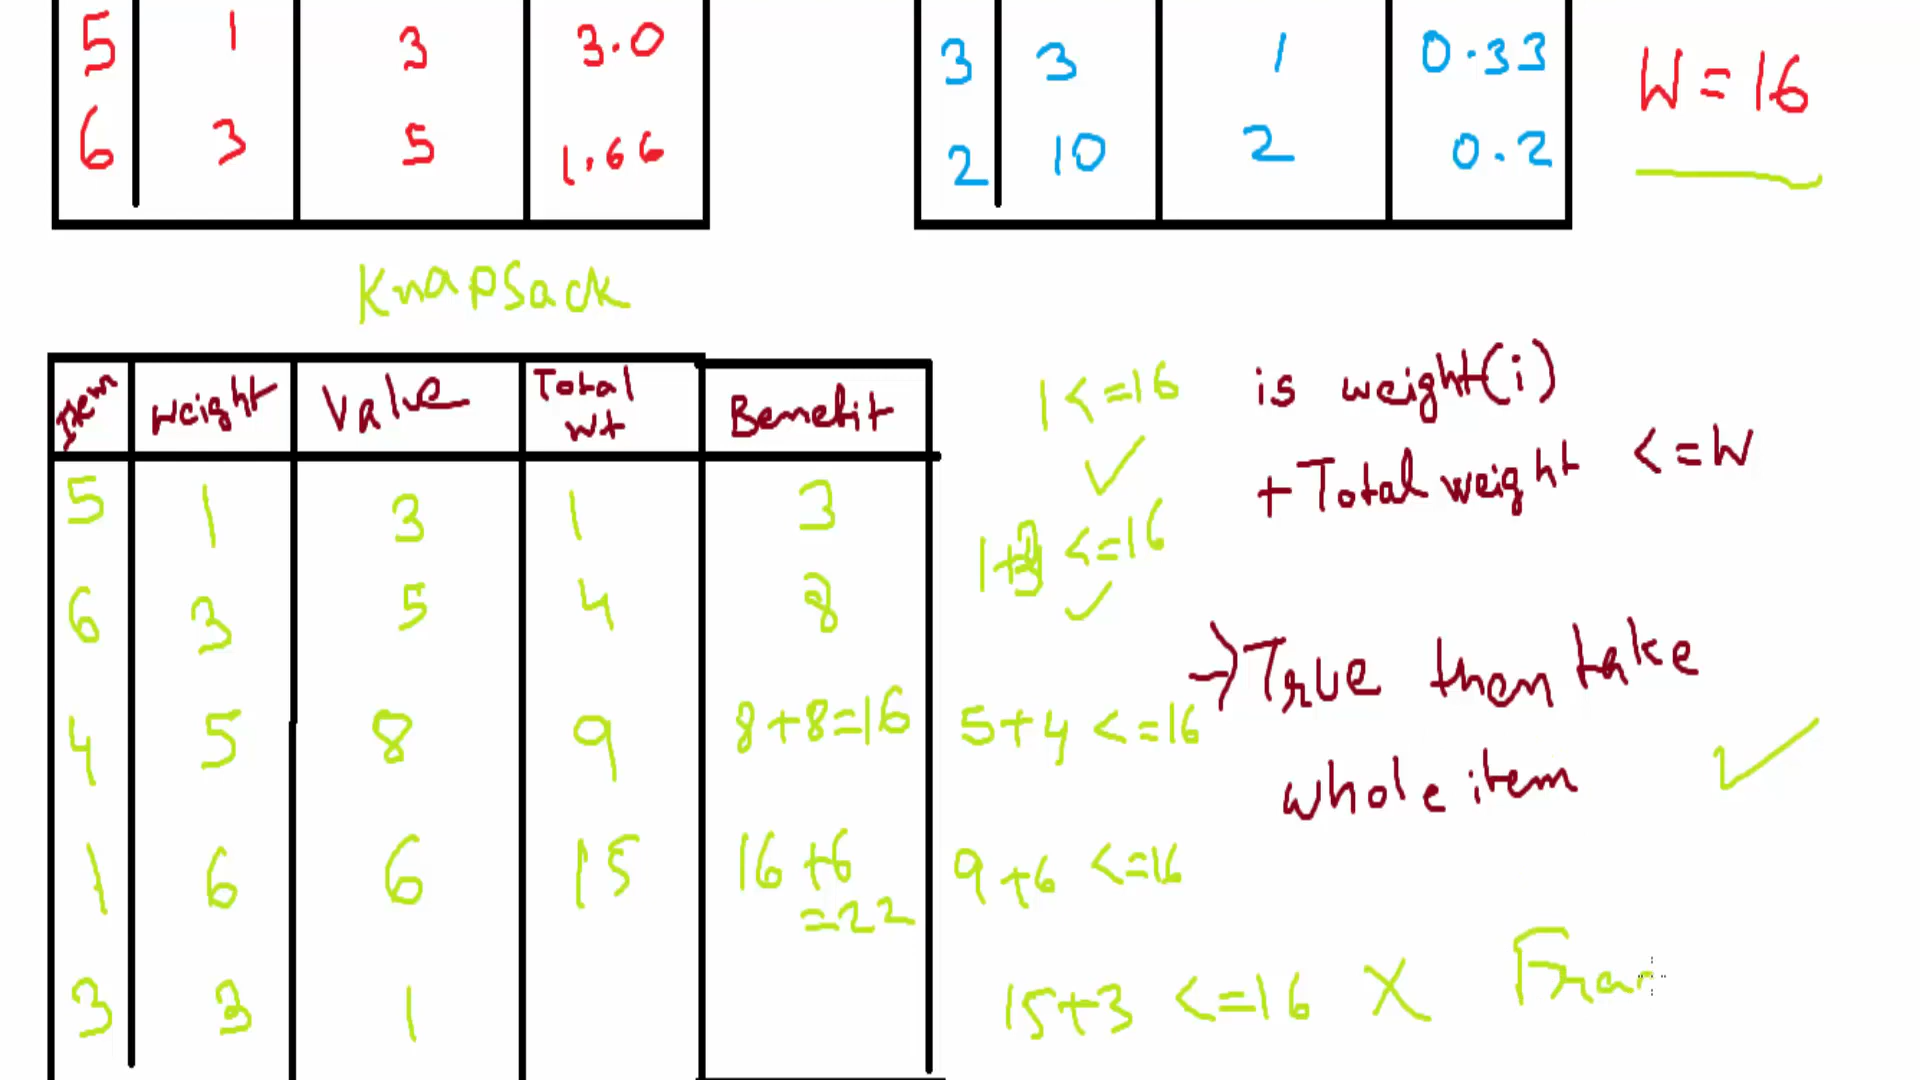 5 1 3 3.0
6 3 5 1.66
3 3 1 0.33
2 10 2 0.2
W = 16
Knapsack
Item Weight Value Total Wt Benefit
5 1 3 1 3
6 3 5 4 8
4 5 8 9 8+8=16
1 6 6 15 16+6
=22
3 3 1
1 <=16
1+3 <=16
5+4 <=16
9+6 <=16
15+3 <=16 X
is weight(i)
+Total weight <=W
→True then take
whole item